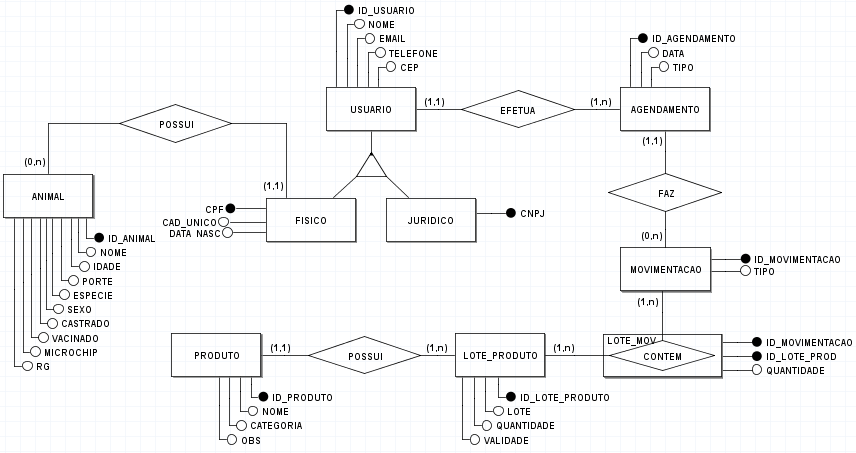 ID_USUARIO
NOME
EMAIL
TELEFONE
CEP
USUARIO
(1,1)
EFETUA
(1,n)
ID_AGENDAMENTO
DATA
TIPO
AGENDAMENTO
(1,1)
FAZ
(0,n)
MOVIMENTACAO
ID_MOVIMENTACAO
TIPO
(1,n)
POSSUI
(0,n)
(1,1)
ANIMAL
ID_ANIMAL
NOME
IDADE
PORTE
ESPECIE
SEXO
CASTRADO
VACINADO
MICROCHIP
RG
CPF
CAD_UNICO
DATA NASC
FISICO
JURIDICO
CNPJ
PRODUTO
(1,1)
POSSUI
(1,n)
LOTE_PRODUTO
(1,n)
LOTE_MOV
CONTEM
ID_MOVIMENTACAO
ID_LOTE_PROD
QUANTIDADE
ID_PRODUTO
NOME
CATEGORIA
OBS
ID_LOTE_PRODUTO
LOTE
QUANTIDADE
VALIDADE